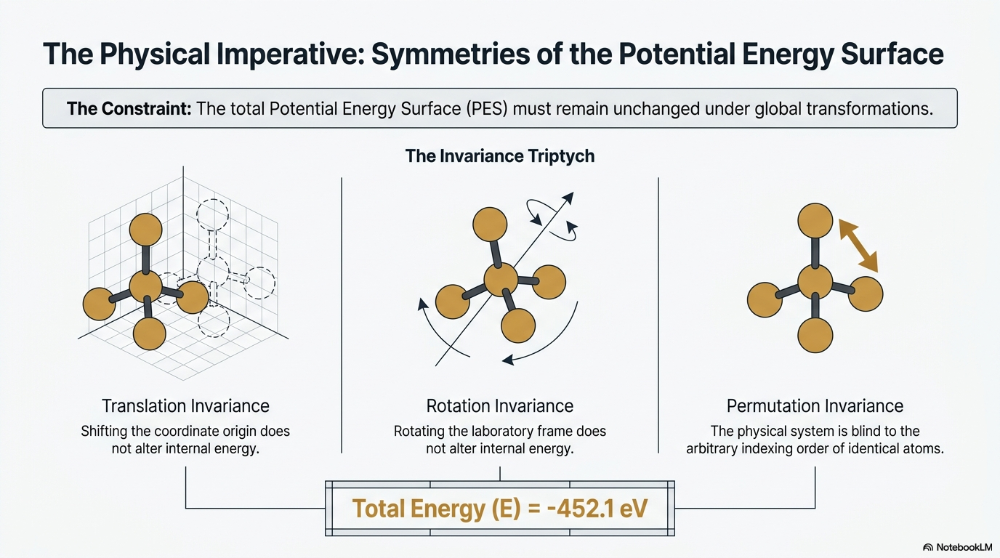 The Physical Imperative: Symmetries of the Potential Energy Surface
The Constraint: The total Potential Energy Surface (PES) must remain unchanged under global transformations.
The Invariance Triptych
Translation Invariance
Shifting the coordinate origin does
not alter internal energy.
Rotation Invariance
Rotating the laboratory frame does
not alter internal energy.
Permutation Invariance
The physical system is blind to the
arbitrary indexing order of identical atoms.
Total Energy (E) = -452.1 eV
NotebookLM